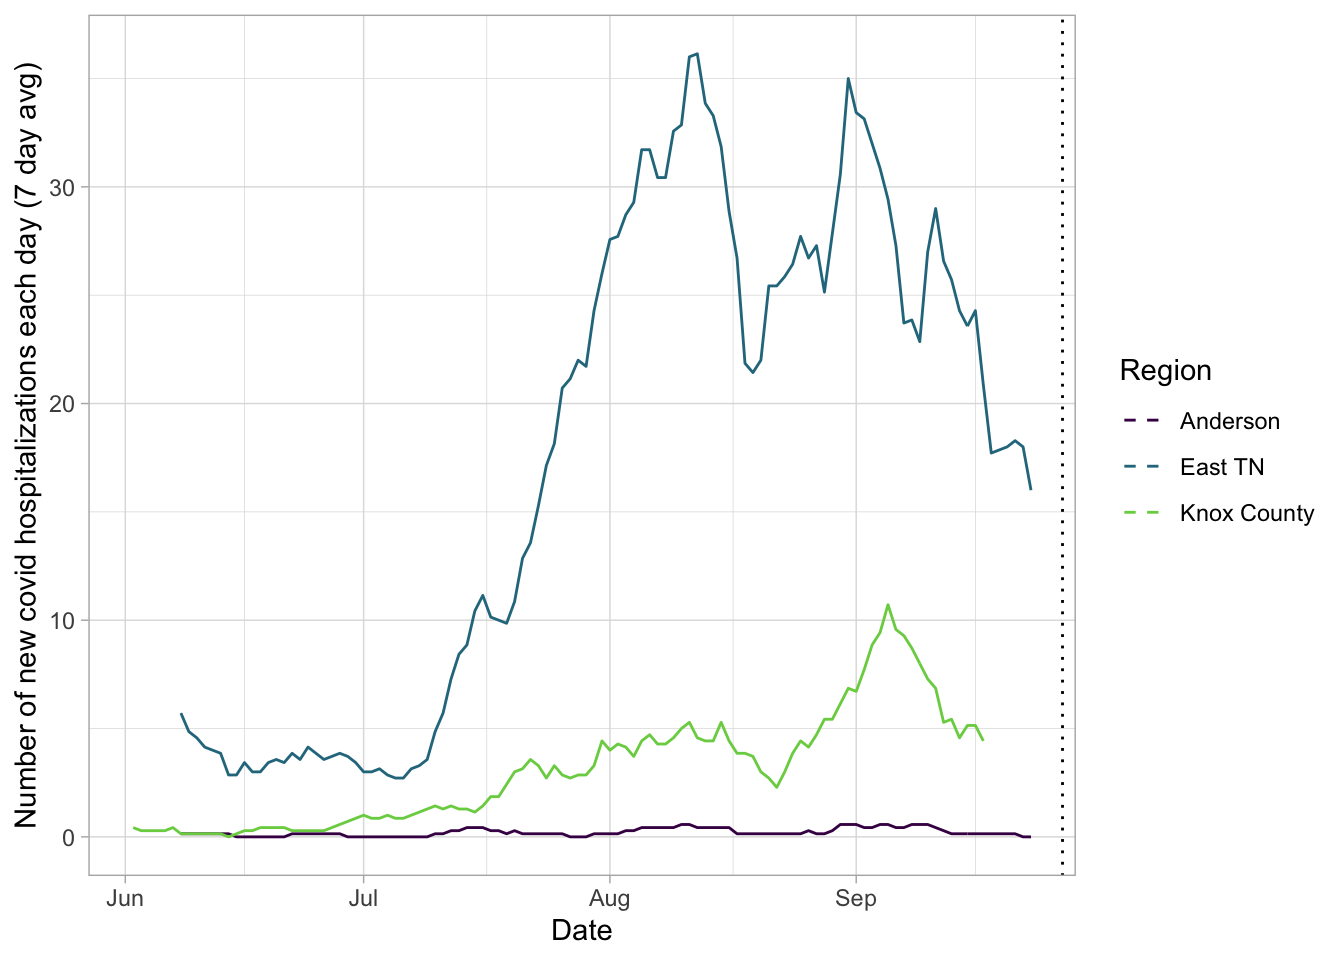 Number of new covid hospitalizations each day (7 day avg)
30
20
10
0
Jun
Jul
Aug
Sep
Date
Region
Anderson
East TN
Knox County